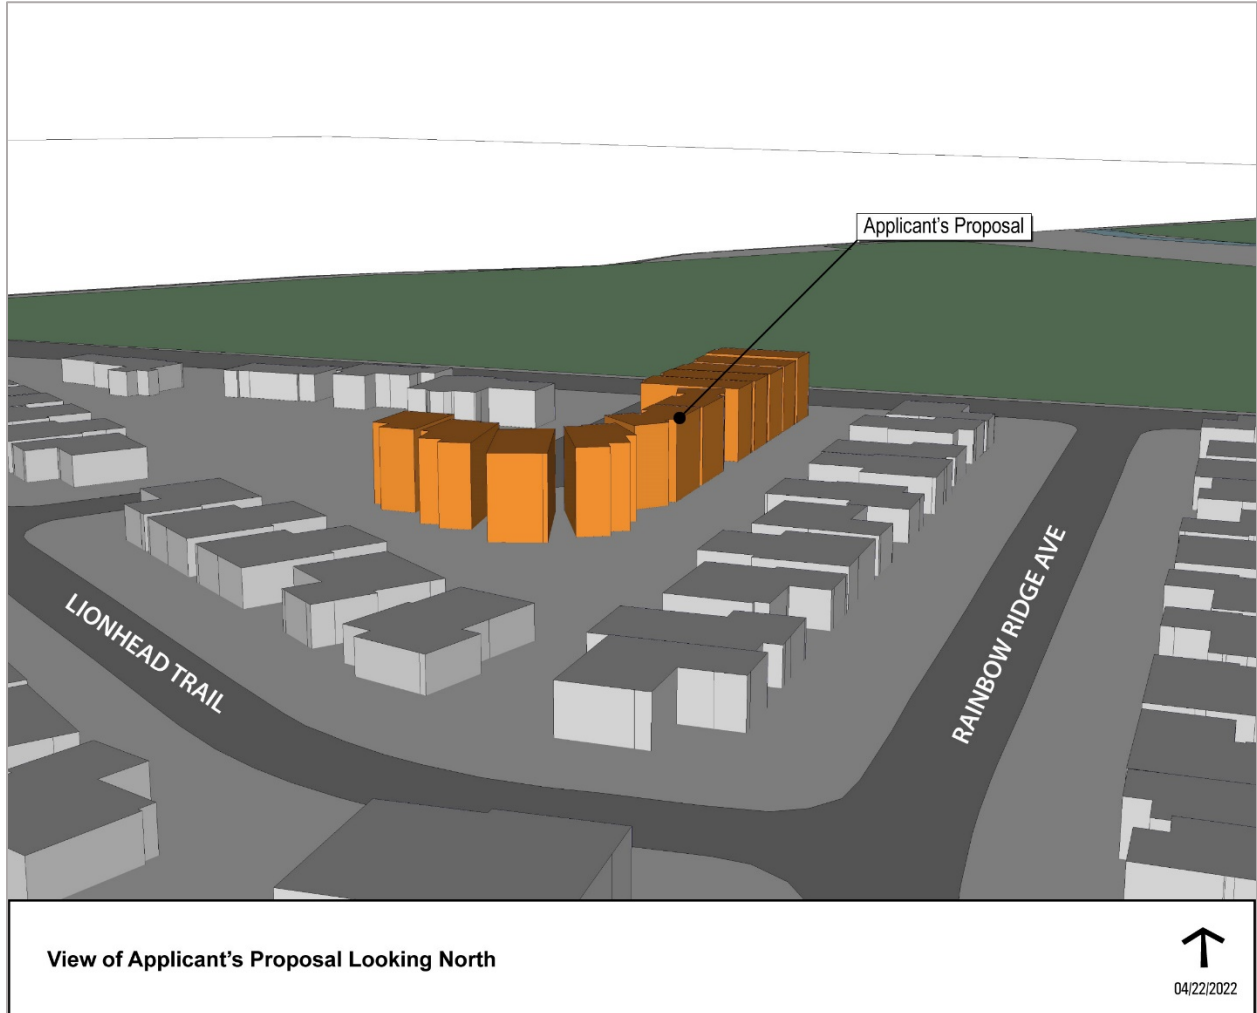 Applicant's Proposal
LIONHEAD TRAIL
RAINBOW RIDGE AVE
View of Applicant's Proposal Looking North
04/22/2022